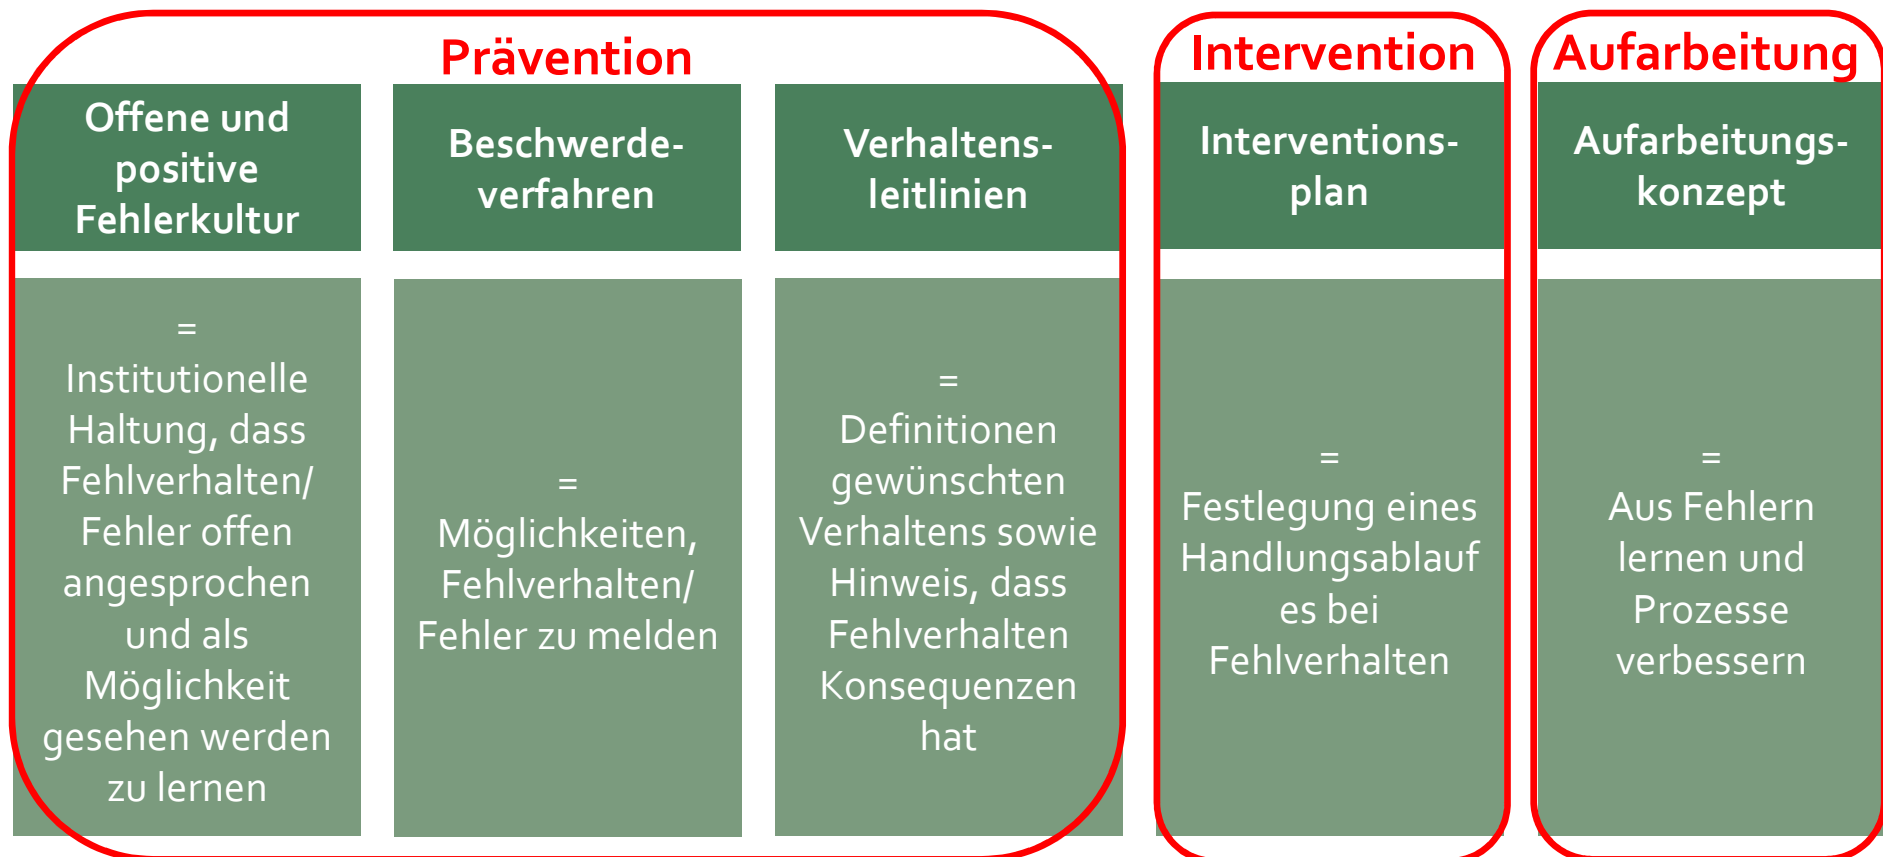 Prävention
Offene und
positive
Fehlerkultur
=
Institutionelle
Haltung, dass
Fehlverhalten/
Fehler offen
angesprochen
und als
Möglichkeit
gesehen werden
zu lernen
Beschwerde-
verfahren
=
Möglichkeiten,
Fehlverhalten/
Fehler zu melden
Verhaltens-
leitlinien
=
Definitionen
gewünschten
Verhaltens sowie
Hinweis, dass
Fehlverhalten
Konsequenzen
hat
Intervention
Interventions-
plan
=
Festlegung eines
Handlungsablauf
es bei
Fehlverhalten
Aufarbeitung
Aufarbeitungs-
konzept
=
Aus Fehlern
lernen und
Prozesse
verbessern